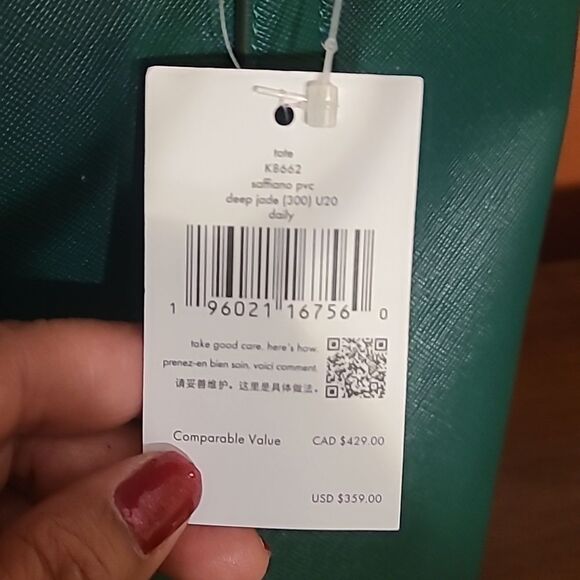 tote
K8662
saffiano pvc
deep jade (300) U20
daily
1 96021 16756 0
take good care. here's how.
prenez-en bien soin. voici comment.
请妥善维护。这里是具体做法。
Comparable Value CAD $429.00
USD $359.00